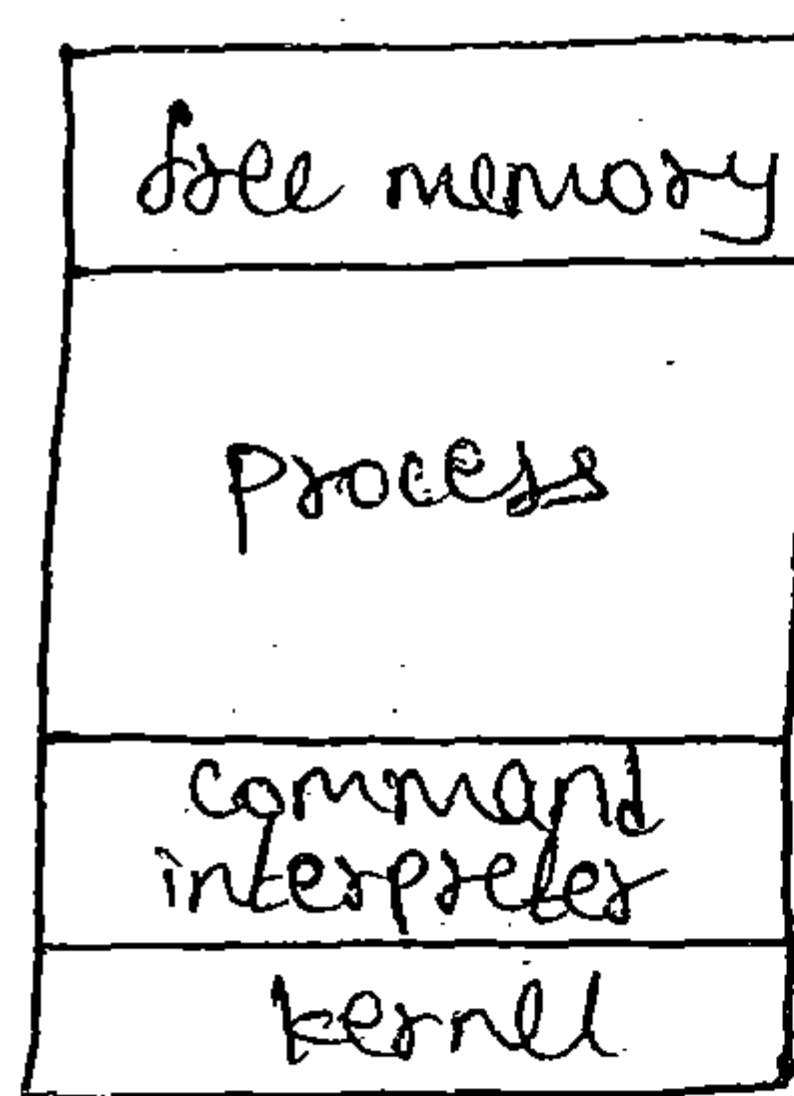 free memory
process
command
interpreter
kernel